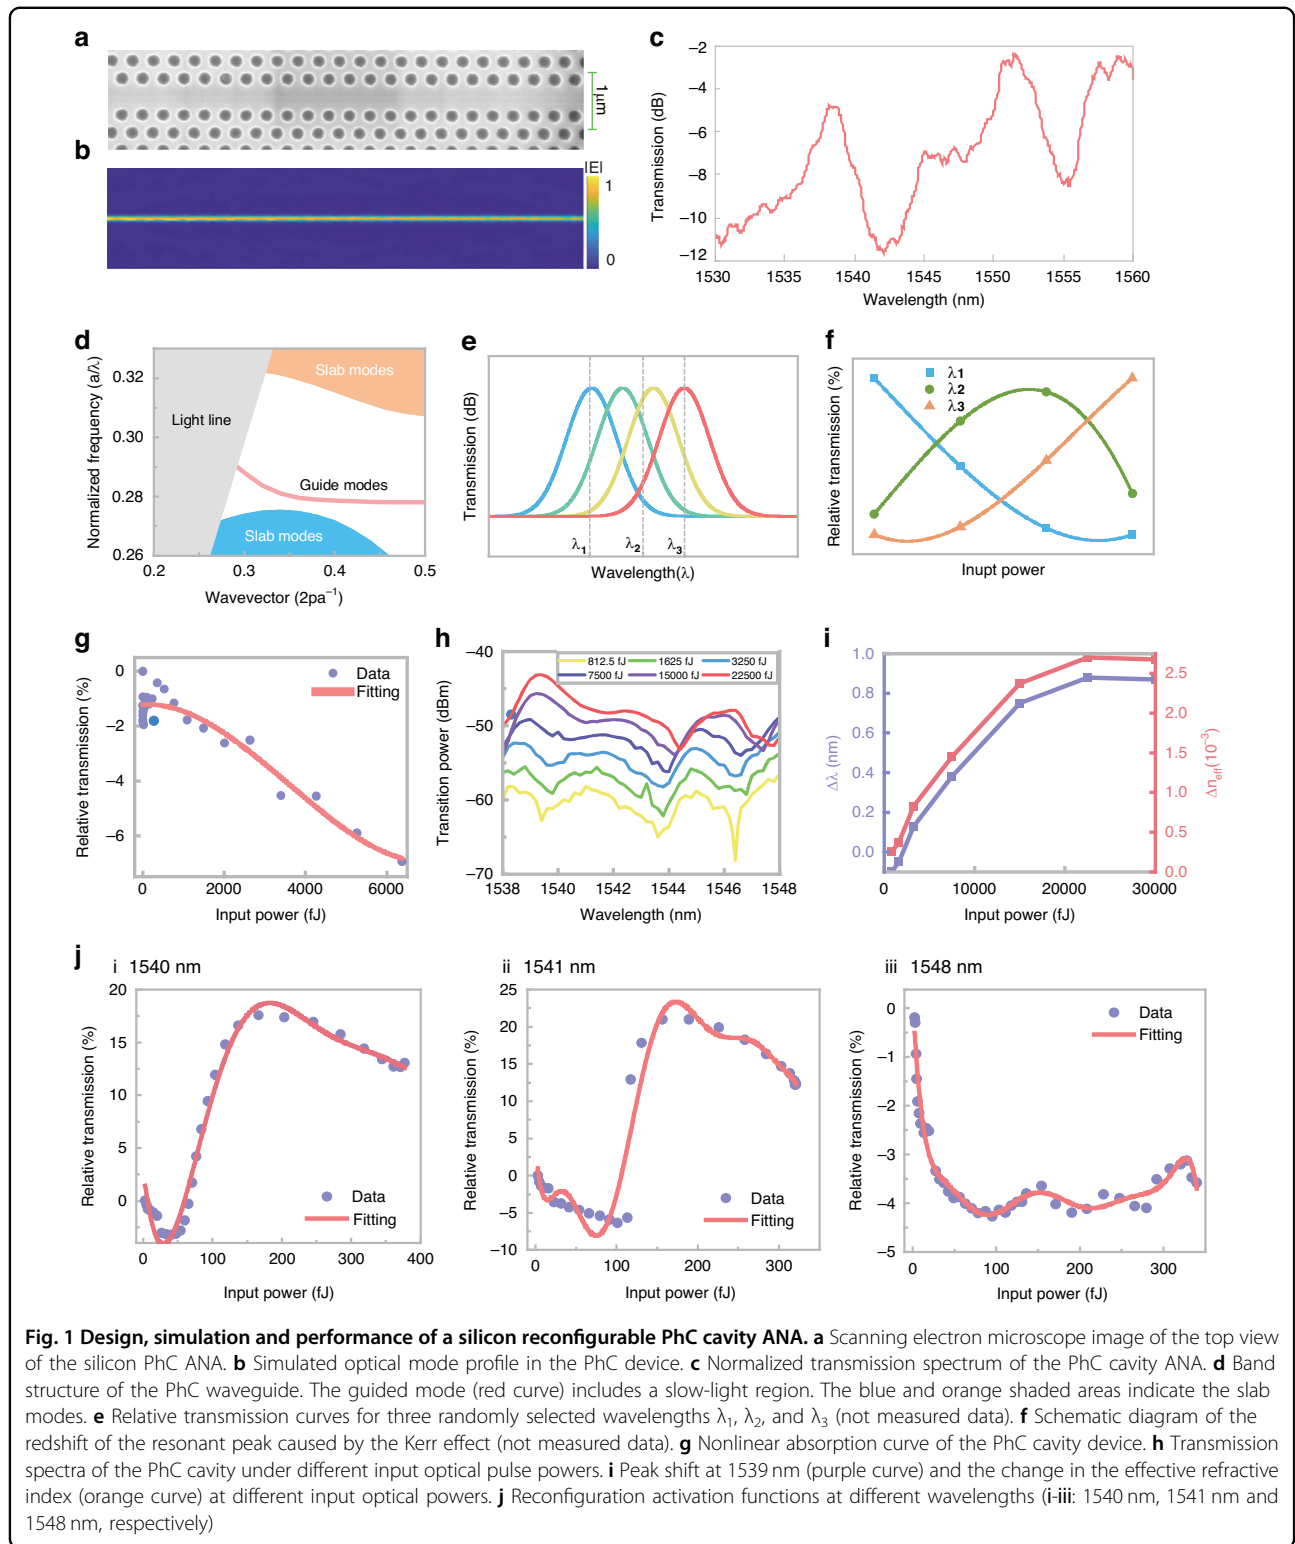 a
1 μm
b
|E|
1
0
c
Transmission (dB)
−2
−4
−6
−8
−10
−12
1530 1535 1540 1545 1550 1555 1560
Wavelength (nm)
d
Normalized frequency (a/λ)
0.32
0.30
0.28
0.26
Slab modes
Light line
Guide modes
Slab modes
0.2 0.3 0.4 0.5
Wavevector (2pa⁻¹)
e
Transmission (dB)
λ₁ λ₂ λ₃
Wavelength(λ)
f
Relative transmission (%)
λ1
λ2
λ3
Inupt power
g
Relative transmission (%)
0
−2
−4
−6
Data
Fitting
0 2000 4000 6000
Input power (fJ)
h
Transition power (dBm)
−40
−50
−60
−70
812.5 fJ 1625 fJ 3250 fJ
7500 fJ 15000 fJ 22500 fJ
1538 1540 1542 1544 1546 1548
Wavelength (nm)
i
Δλ (nm)
1.0
0.8
0.6
0.4
0.2
0.0
2.5
2.0
1.5
1.0
0.5
0.0
Δn_eff(10⁻³)
0 10000 20000 30000
Input power (fJ)
j
i 1540 nm
Relative transmission (%)
20
15
10
5
0
Data
Fitting
0 100 200 300 400
Input power (fJ)
ii 1541 nm
Relative transmission (%)
25
20
15
10
5
0
−5
−10
Data
Fitting
0 100 200 300
Input power (fJ)
iii 1548 nm
Relative transmission (%)
0
−1
−2
−3
−4
−5
Data
Fitting
0 100 200 300
Input power (fJ)
Fig. 1 Design, simulation and performance of a silicon reconfigurable PhC cavity ANA. a Scanning electron microscope image of the top view
of the silicon PhC ANA. b Simulated optical mode profile in the PhC device. c Normalized transmission spectrum of the PhC cavity ANA. d Band
structure of the PhC waveguide. The guided mode (red curve) includes a slow-light region. The blue and orange shaded areas indicate the slab
modes. e Relative transmission curves for three randomly selected wavelengths λ₁, λ₂, and λ₃ (not measured data). f Schematic diagram of the
redshift of the resonant peak caused by the Kerr effect (not measured data). g Nonlinear absorption curve of the PhC cavity device. h Transmission
spectra of the PhC cavity under different input optical pulse powers. i Peak shift at 1539 nm (purple curve) and the change in the effective refractive
index (orange curve) at different input optical powers. j Reconfiguration activation functions at different wavelengths (i-iii: 1540 nm, 1541 nm and
1548 nm, respectively)